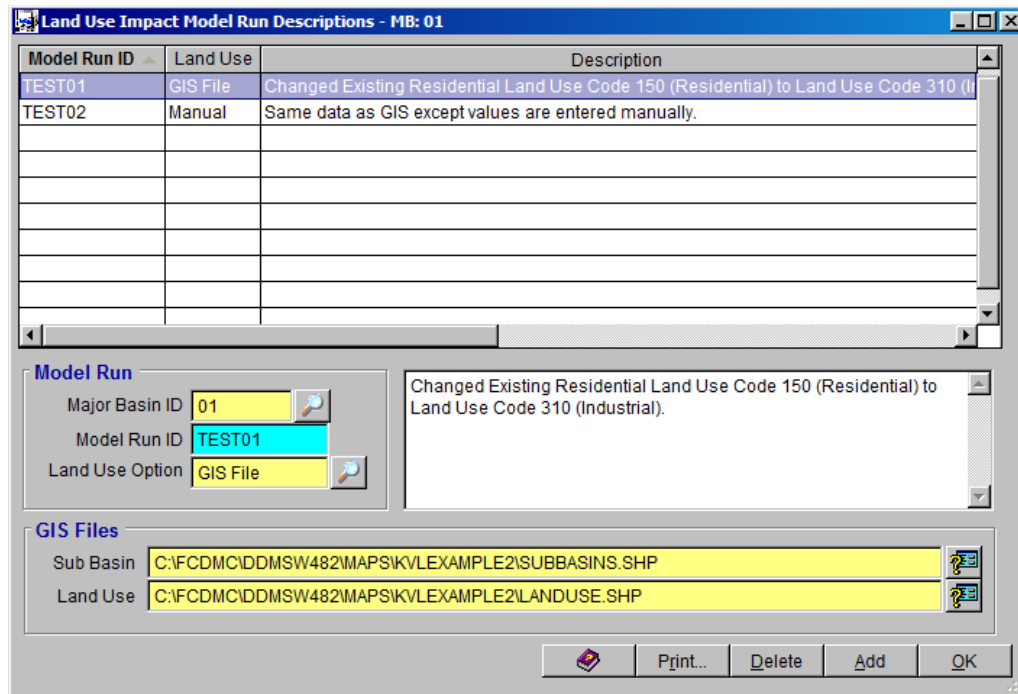 Land Use Impact Model Run Descriptions - MB: 01
Model Run ID Land Use Description
TEST01 GIS File Changed Existing Residential Land Use Code 150 (Residential) to Land Use Code 310 (I
TEST02 Manual Same data as GIS except values are entered manually.
Model Run
Major Basin ID 01
Model Run ID TEST01
Land Use Option GIS File
Changed Existing Residential Land Use Code 150 (Residential) to
Land Use Code 310 (Industrial).
GIS Files
Sub Basin C:\FCDMC\DDMSW482\MAPS\KVLEXAMPLE2\SUBBASINS.SHP
Land Use C:\FCDMC\DDMSW482\MAPS\KVLEXAMPLE2\LANDUSE.SHP
Print... Delete Add OK